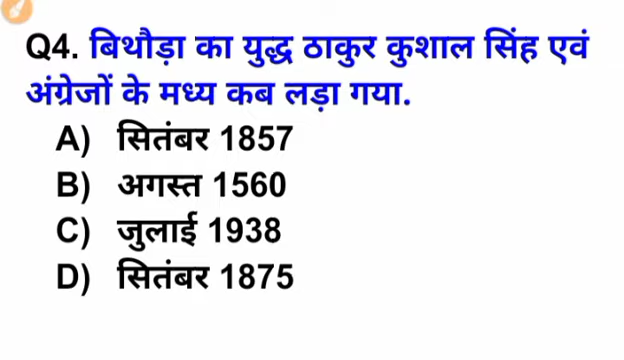 Q4. बिथौड़ा का युद्ध ठाकुर कुशाल सिंह एवं
अंग्रेजों के मध्य कब लड़ा गया.
A) सितंबर 1857
B) अगस्त 1560
C) जुलाई 1938
D) सितंबर 1875